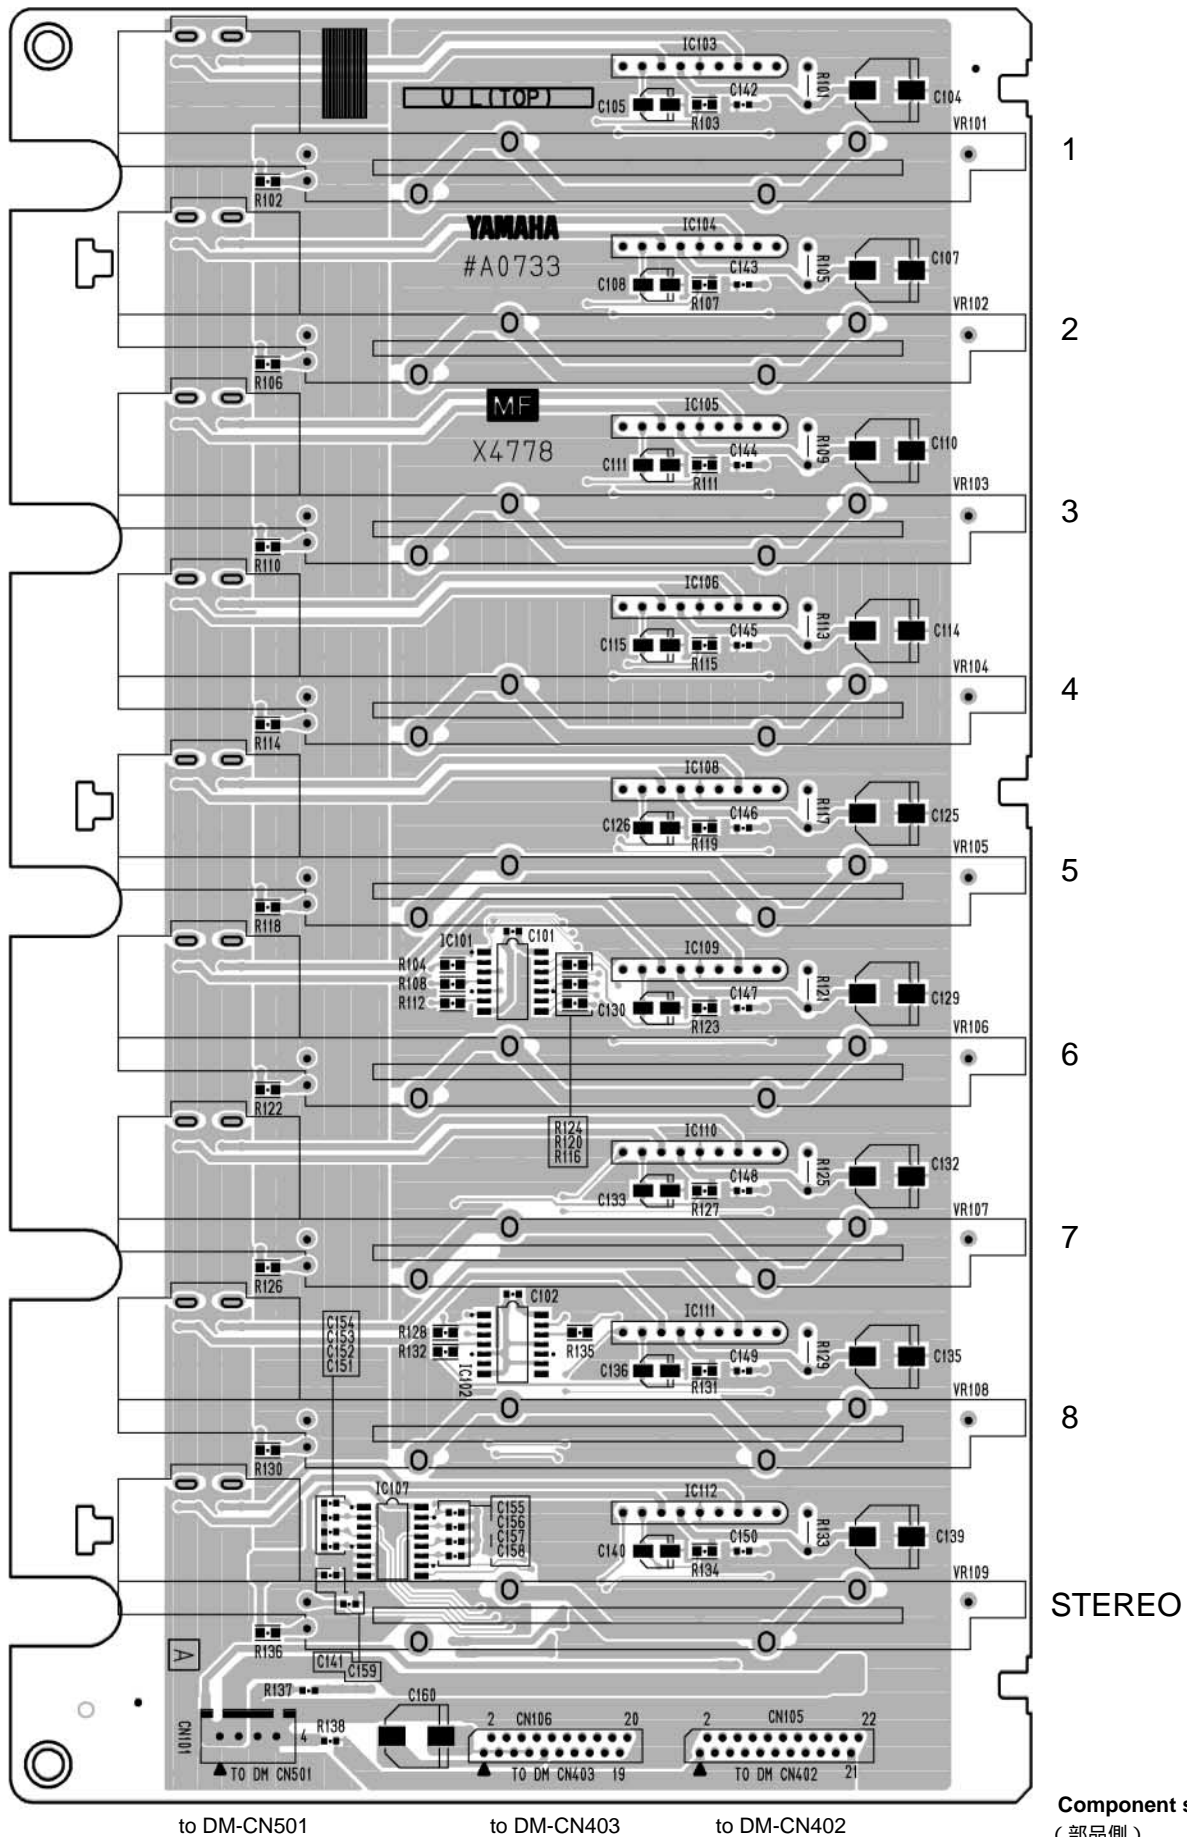 IC103
U L(TOP)
C105
R103
C142
R101
C104
VR101
1
R102
YAMAHA
#A0733
IC104
C108
R107
C143
R105
C107
VR102
2
R106
MF
X4778
IC105
C111
R111
C144
R109
C110
VR103
3
R110
IC106
C115
R115
C145
R113
C114
VR104
4
R114
IC108
C126
R119
C146
R117
C125
VR105
5
R118
IC101
C101
R104
R108
R112
IC109
C130
R123
C147
R121
C129
VR106
6
R122
R124
R120
R116
IC110
C133
R127
C148
R125
C132
VR107
7
R126
C102
C154
C153
C152
C151
R128
R132
IC102
R135
IC111
C136
R131
C149
R129
C135
VR108
8
R130
IC107
C155
C156
C157
C158
IC112
C140
R134
C150
R133
C139
VR109
STEREO
R136
A
C141
C159
R137
C160
CN101
4
R138
2 CN106 20
2 CN105 22
TO DM CN501
TO DM CN403 19
TO DM CN402 21
to DM-CN501
to DM-CN403
to DM-CN402
Component s
(部品側)